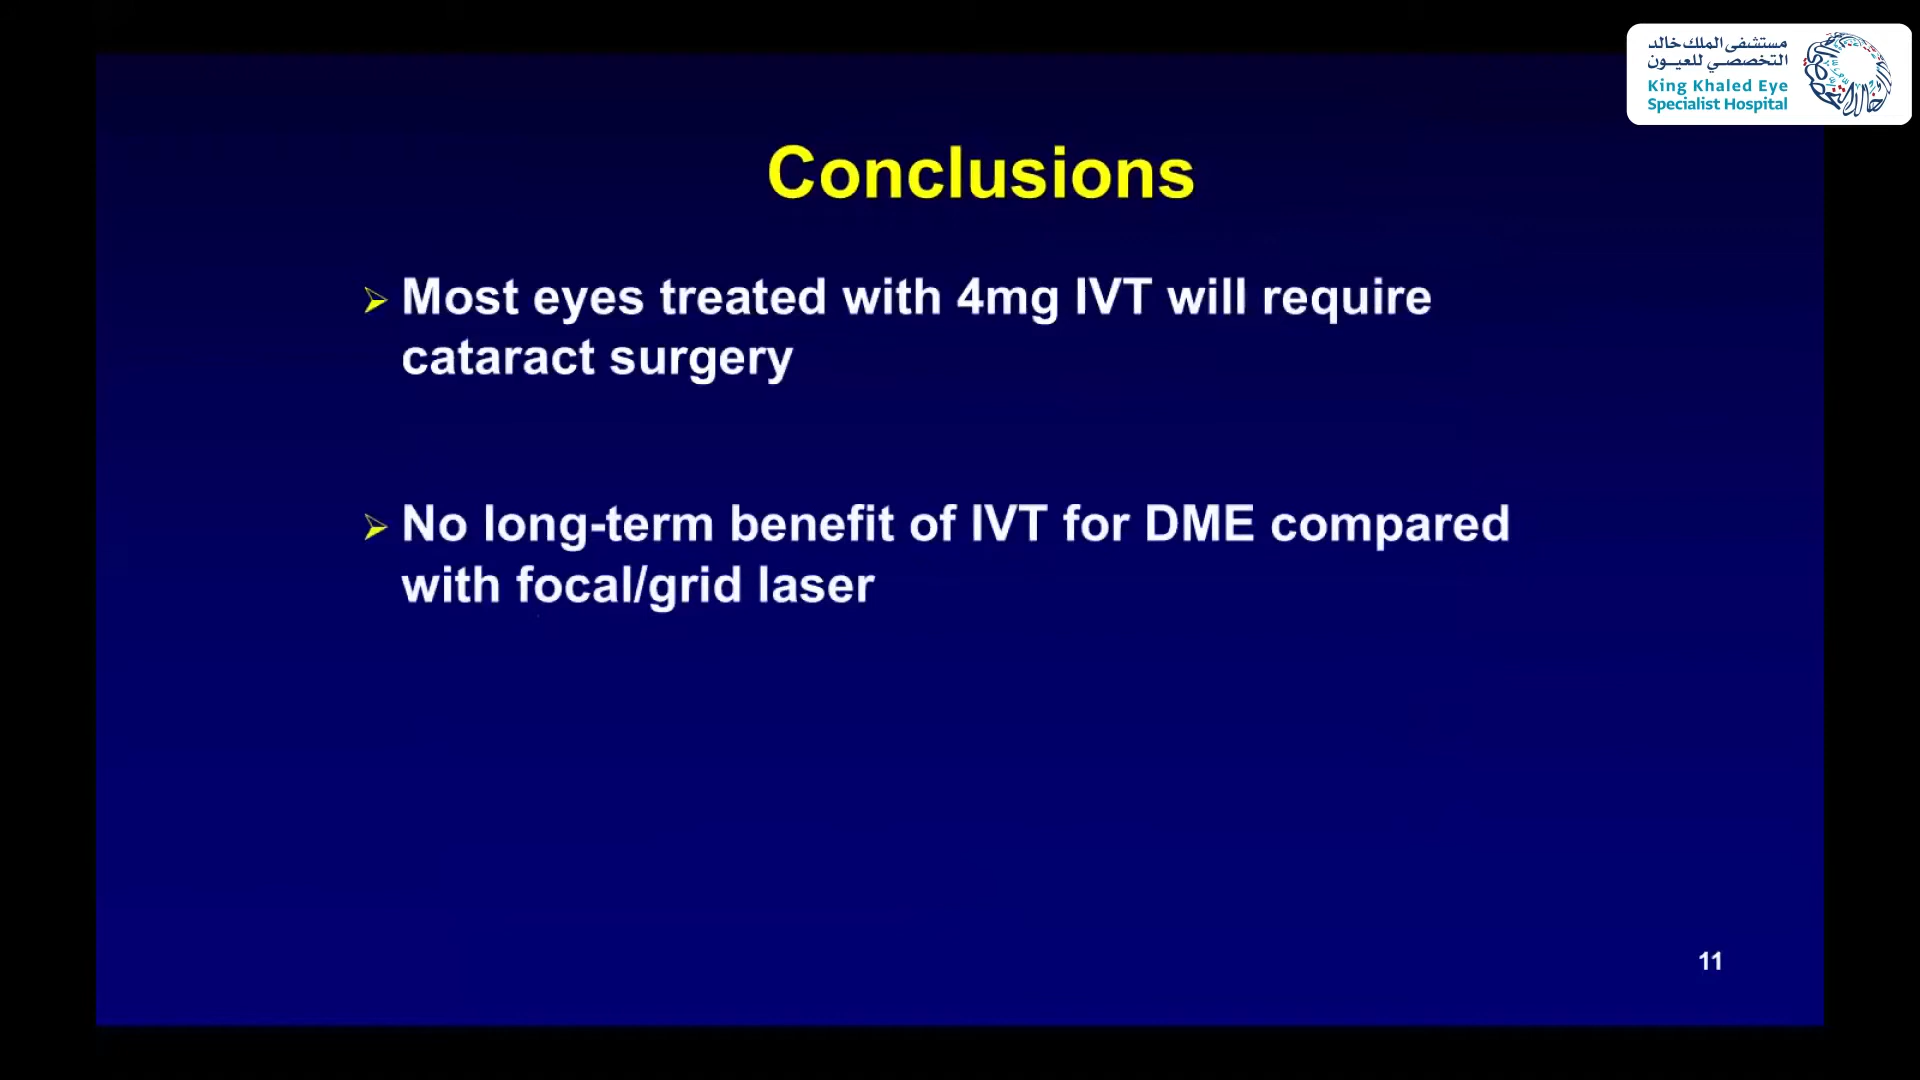 مستشفى الملك خالد
التخصصي للعيون
King Khaled Eye
Specialist Hospital
Conclusions
Most eyes treated with 4mg IVT will require
cataract surgery
No long-term benefit of IVT for DME compared
with focal/grid laser
11